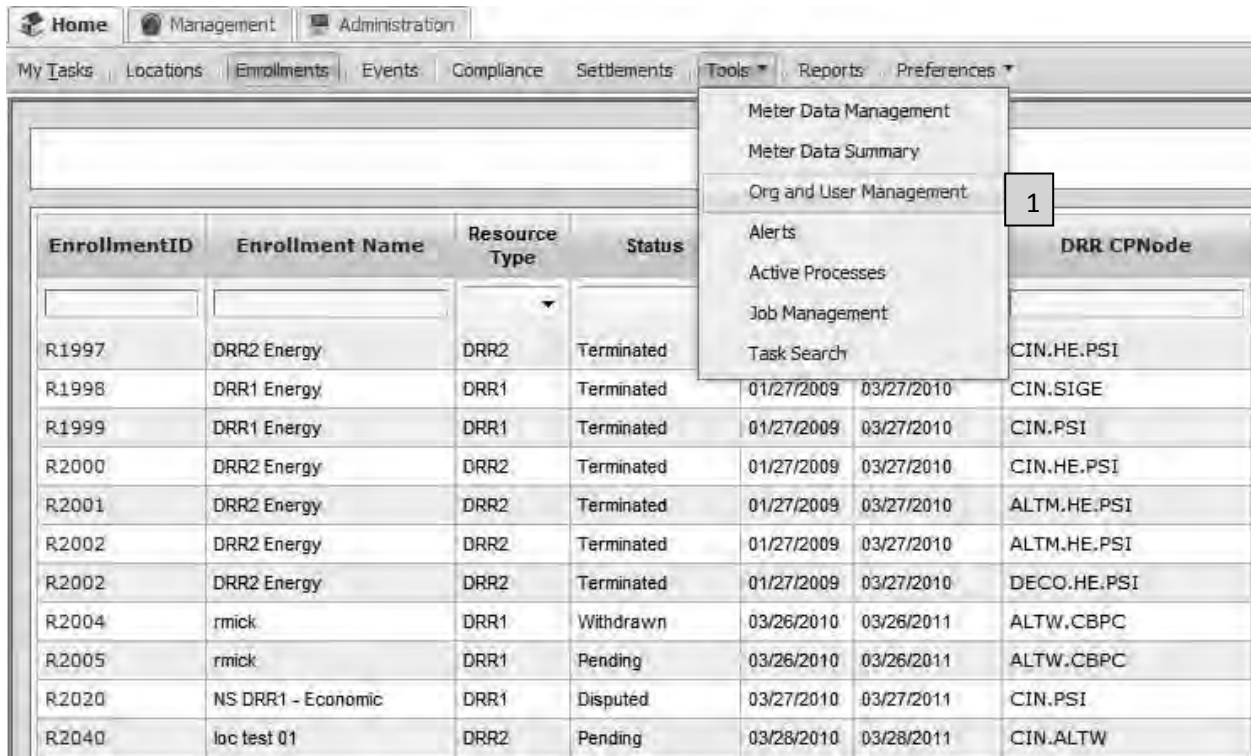 Home Management Administration
My Tasks Locations Enrollments Events Compliance Settlements Tools Reports Preferences
Meter Data Management
Meter Data Summary
Org and User Management 1
Alerts
Active Processes
Job Management
Task Search
EnrollmentID Enrollment Name Resource Type Status DRR CPNode
R1997 DRR2 Energy DRR2 Terminated CIN.HE.PSI
R1998 DRR1 Energy DRR1 Terminated 01/27/2009 03/27/2010 CIN.SIGE
R1999 DRR1 Energy DRR1 Terminated 01/27/2009 03/27/2010 CIN.PSI
R2000 DRR2 Energy DRR2 Terminated 01/27/2009 03/27/2010 CIN.HE.PSI
R2001 DRR2 Energy DRR2 Terminated 01/27/2009 03/27/2010 ALTM.HE.PSI
R2002 DRR2 Energy DRR2 Terminated 01/27/2009 03/27/2010 ALTM.HE.PSI
R2002 DRR2 Energy DRR2 Terminated 01/27/2009 03/27/2010 DECO.HE.PSI
R2004 rmick DRR1 Withdrawn 03/26/2010 03/26/2011 ALTW.CBPC
R2005 rmick DRR1 Pending 03/26/2010 03/26/2011 ALTW.CBPC
R2020 NS DRR1 - Economic DRR1 Disputed 03/27/2010 03/27/2011 CIN.PSI
R2040 loc test 01 DRR2 Pending 03/28/2010 03/28/2011 CIN.ALTW